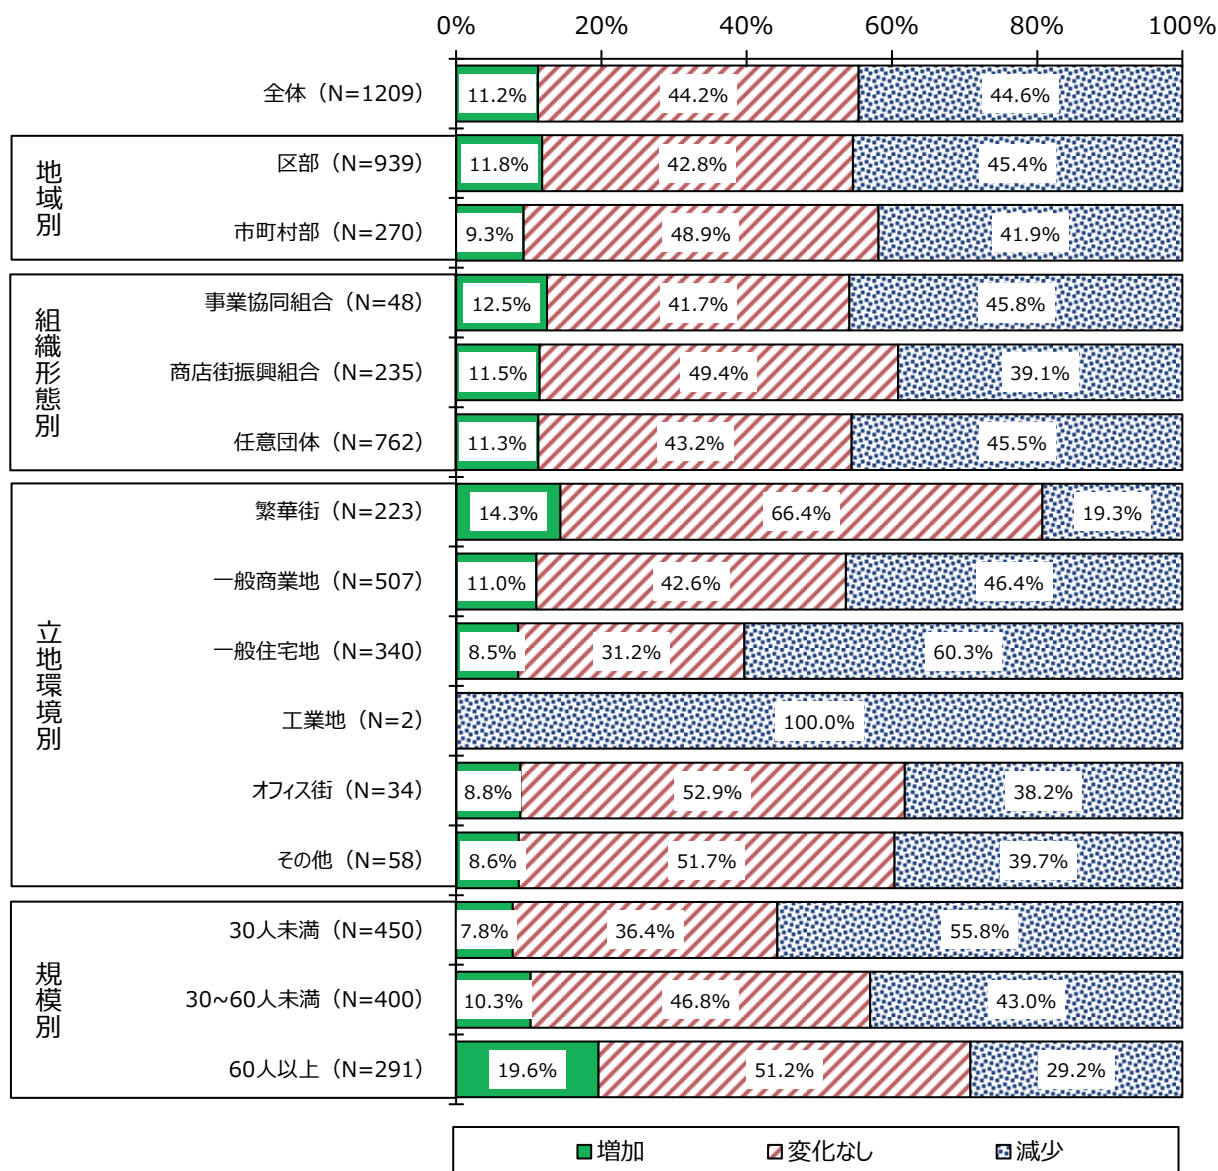 0% 20% 40% 60% 80% 100%
全体（N=1209） 11.2% 44.2% 44.6%
地域別
区部（N=939） 11.8% 42.8% 45.4%
市町村部（N=270） 9.3% 48.9% 41.9%
組織形態別
事業協同組合（N=48） 12.5% 41.7% 45.8%
商店街振興組合（N=235） 11.5% 49.4% 39.1%
任意団体（N=762） 11.3% 43.2% 45.5%
立地環境別
繁華街（N=223） 14.3% 66.4% 19.3%
一般商業地（N=507） 11.0% 42.6% 46.4%
一般住宅地（N=340） 8.5% 31.2% 60.3%
工業地（N=2） 100.0%
オフィス街（N=34） 8.8% 52.9% 38.2%
その他（N=58） 8.6% 51.7% 39.7%
規模別
30人未満（N=450） 7.8% 36.4% 55.8%
30~60人未満（N=400） 10.3% 46.8% 43.0%
60人以上（N=291） 19.6% 51.2% 29.2%
増加 変化なし 減少